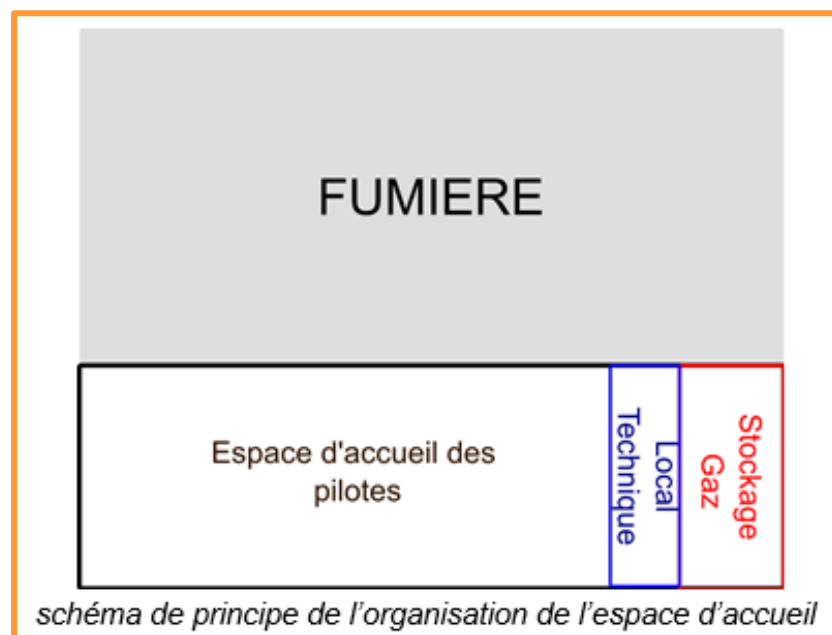 FUMIERE
Espace d'accueil des
pilotes
Local
Technique
Stockage
Gaz
schéma de principe de l'organisation de l'espace d'accueil